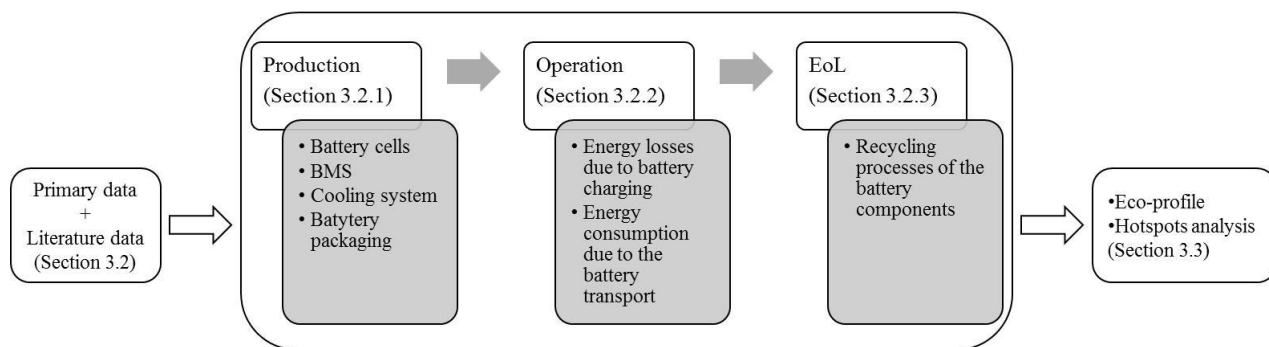 Primary data
+
Literature data
(Section 3.2)
Production
(Section 3.2.1)
• Battery cells
• BMS
• Cooling system
• Batytery
packaging
Operation
(Section 3.2.2)
• Energy losses
due to battery
charging
• Energy
consumption
due to the
battery
transport
EoL
(Section 3.2.3)
• Recycling
processes of the
battery
components
•Eco-profile
•Hotspots analysis
(Section 3.3)